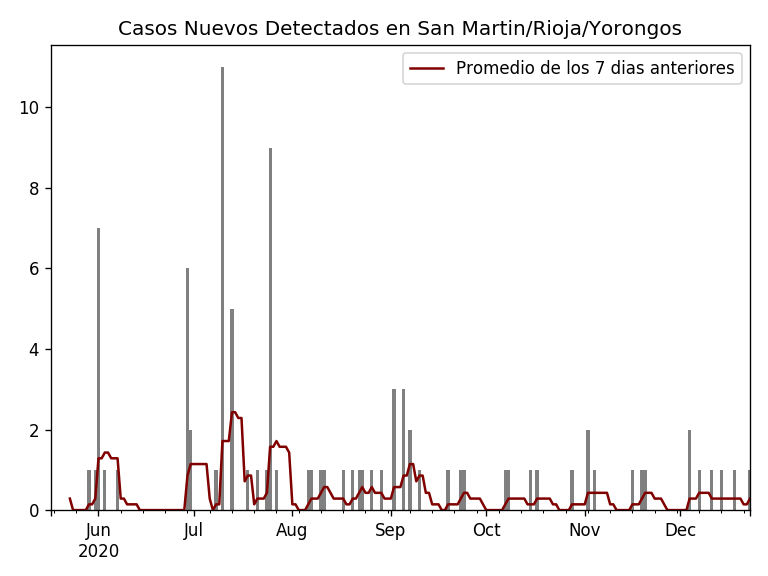 Casos Nuevos Detectados en San Martin/Rioja/Yorongos
Promedio de los 7 dias anteriores
10
8
6
4
2
0
Jun Jul Aug Sep Oct Nov Dec
2020